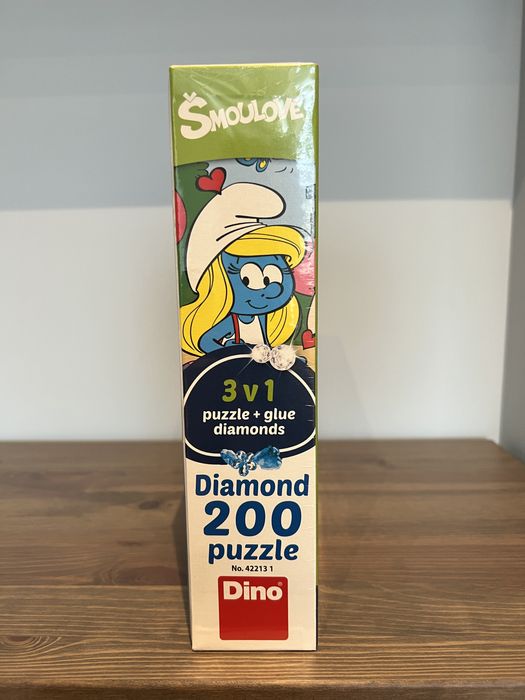 ŠMOULOVÉ
3 v 1
puzzle + glue
diamonds
Diamond
200
puzzle
No. 42213 1
Dino®